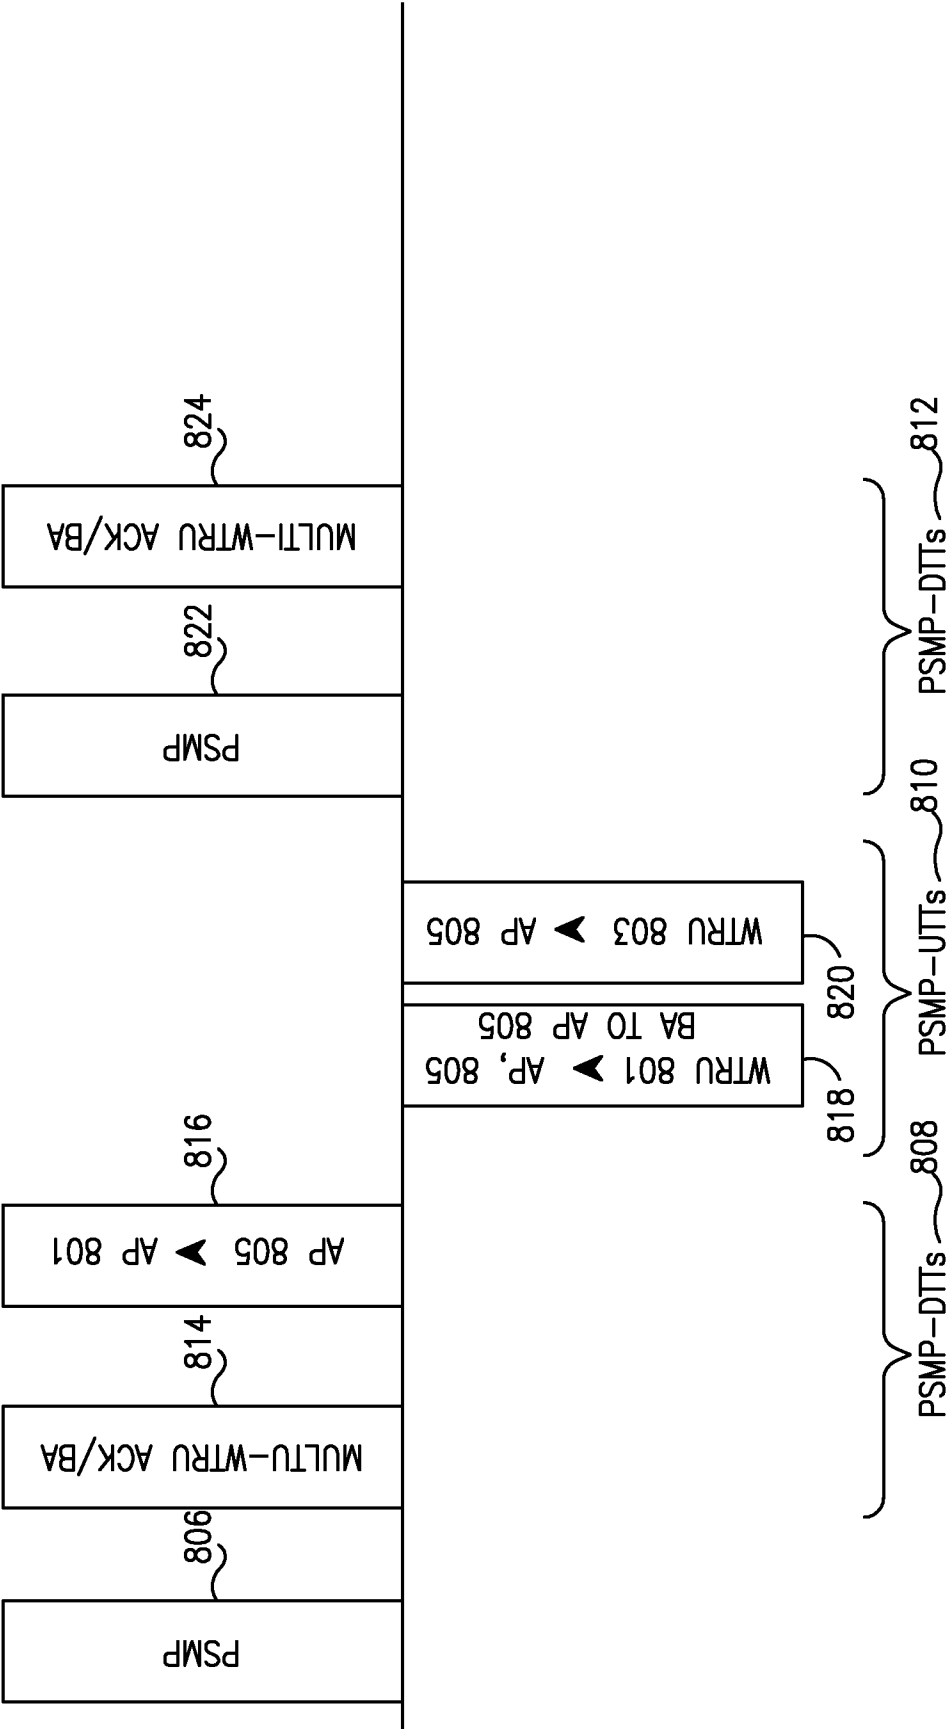 806
PSMP
814
MULTU-WTRU ACK/BA
816
AP 805 ➤ AP 801
WTRU 801 ➤ AP, 805
BA TO AP 805
818
WTRU 803 ➤ AP 805
820
822
PSMP
824
MULTI-WTRU ACK/BA
PSMP-DTTs 808
PSMP-UTTs 810
PSMP-DTTs 812